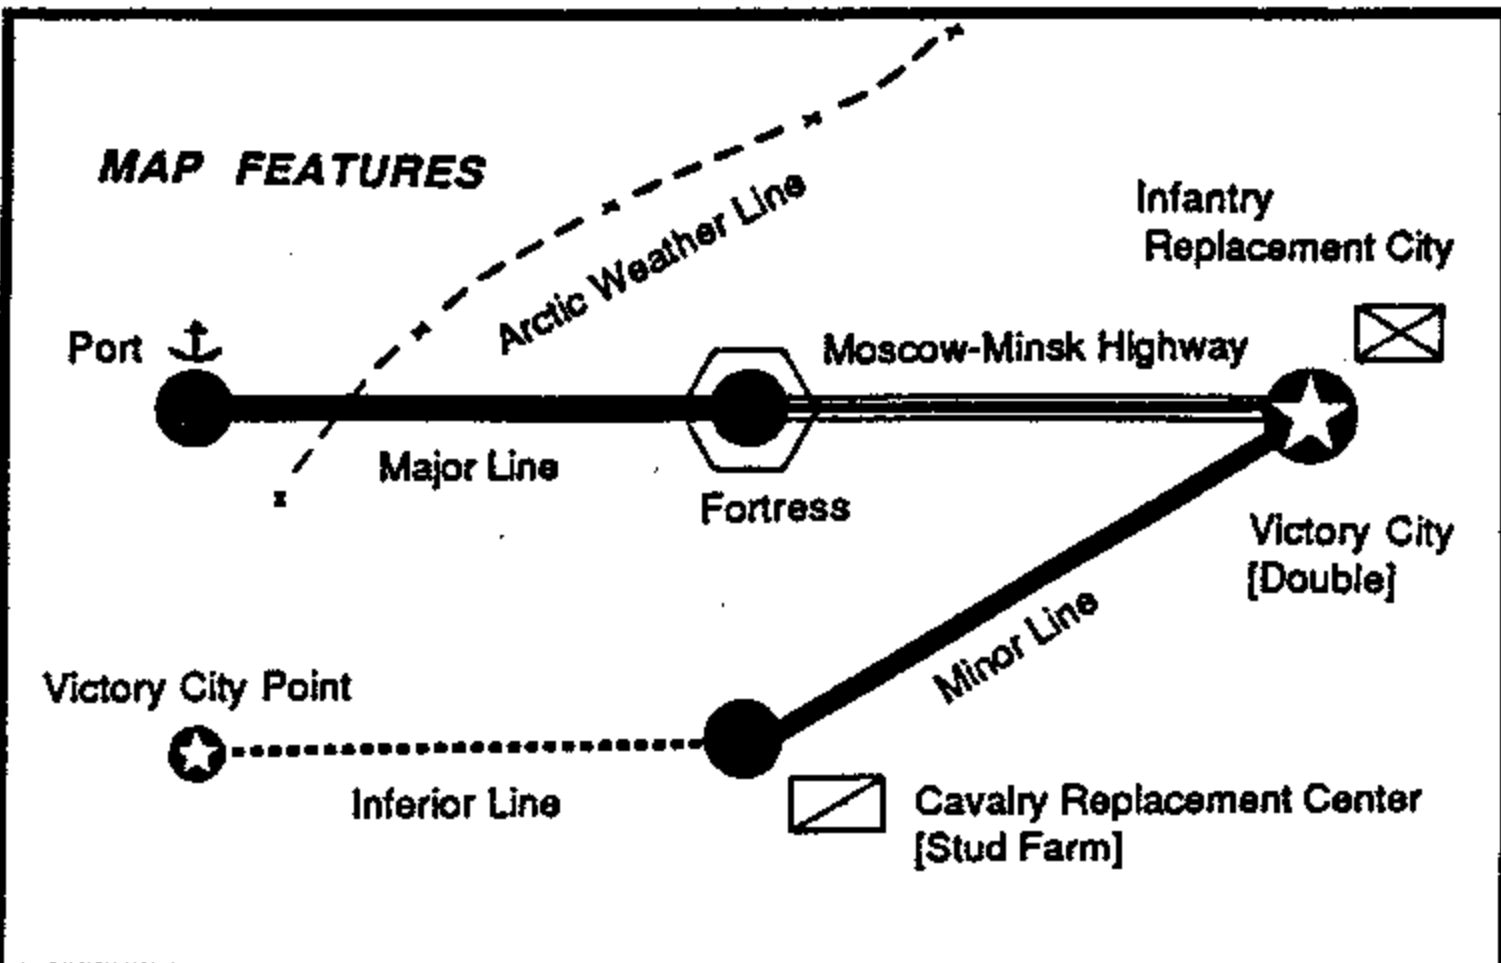 MAP FEATURES
Arctic Weather Line
Infantry
Replacement City
Port
Moscow-Minsk Highway
Major Line
Fortress
Victory City
[Double]
Minor Line
Victory City Point
Inferior Line
Cavalry Replacement Center
[Stud Farm]